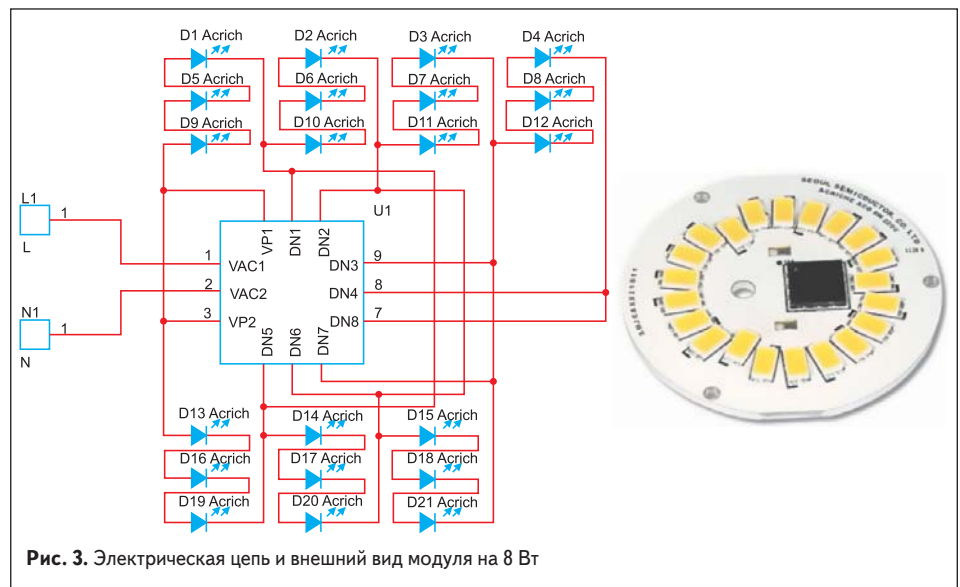 D1 Acrich
D2 Acrich
D3 Acrich
D4 Acrich
D5 Acrich
D6 Acrich
D7 Acrich
D8 Acrich
D9 Acrich
D10 Acrich
D11 Acrich
D12 Acrich
L1
1
L
N1
1
N
U1
VP1
DN1
DN2
1
VAC1
2
VAC2
3
VP2
DN3
9
DN4
8
DN8
7
DN5
DN6
DN7
D13 Acrich
D14 Acrich
D15 Acrich
D16 Acrich
D17 Acrich
D18 Acrich
D19 Acrich
D20 Acrich
D21 Acrich
SEOUL SEMICONDUCTOR CO. LTD
Рис. 3. Электрическая цепь и внешний вид модуля на 8 Вт